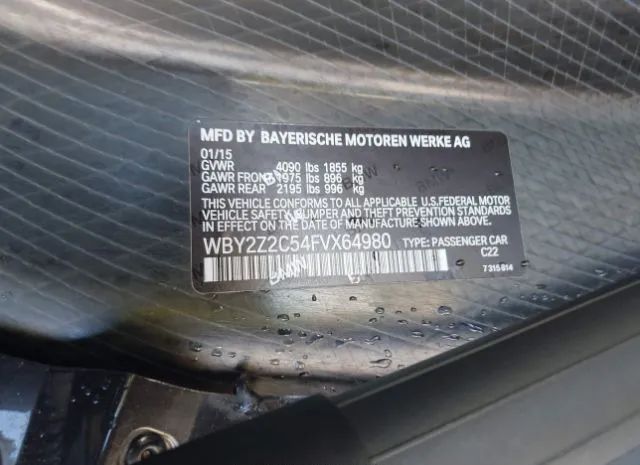 MFD BY BAYERISCHE MOTOREN WERKE AG
01/15
GVWR 4090 lbs 1855 kg
GAWR FRONT 1975 lbs 896 kg
GAWR REAR 2195 lbs 996 kg
THIS VEHICLE CONFORMS TO ALL APPLICABLE U.S.FEDERAL MOTOR
VEHICLE SAFETY, BUMPER AND THEFT PREVENTION STANDARDS
IN EFFECT ON THE DATE OF MANUFACTURE SHOWN ABOVE.
WBY2Z2C54FVX64980 TYPE: PASSENGER CAR
C22
7 315 614